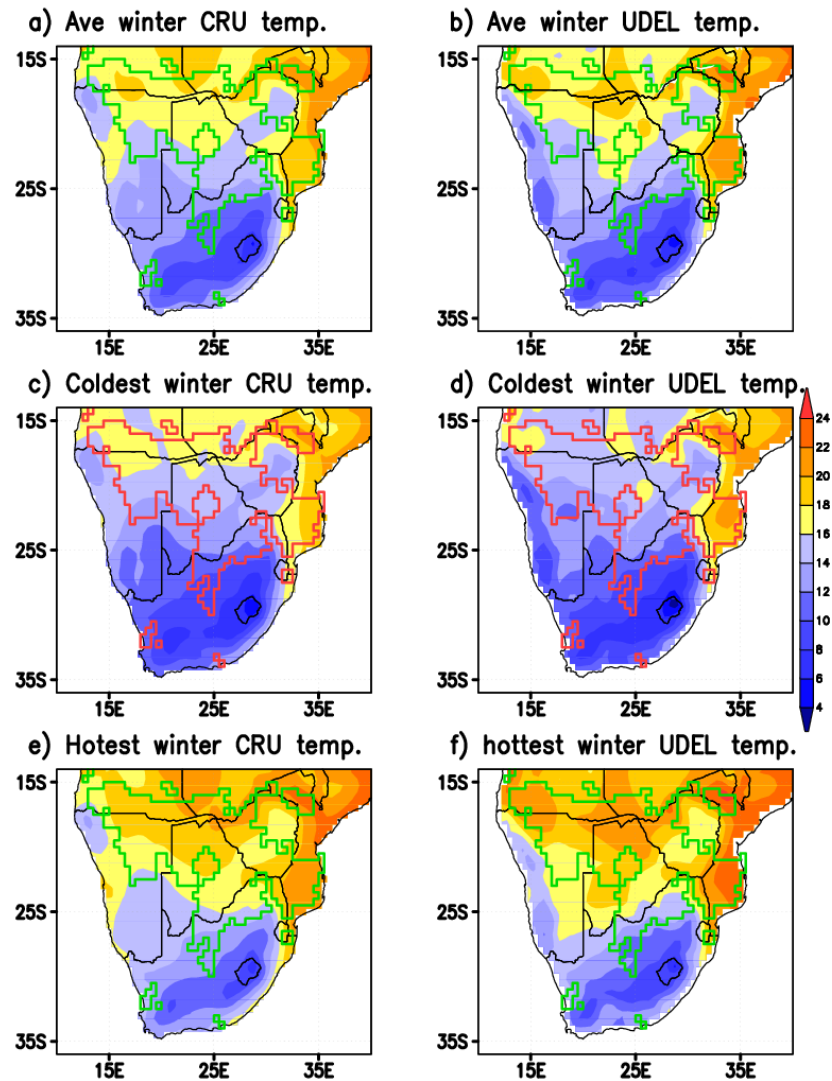 a) Ave winter CRU temp.
b) Ave winter UDEL temp.
15S
25S
35S
15E 25E 35E
15S
25S
35S
15E 25E 35E
c) Coldest winter CRU temp.
d) Coldest winter UDEL temp.
15S
25S
35S
15E 25E 35E
15S
25S
35S
15E 25E 35E
24
22
20
18
16
14
12
10
8
6
4
e) Hotest winter CRU temp.
f) hottest winter UDEL temp.
15S
25S
35S
15E 25E 35E
15S
25S
35S
15E 25E 35E